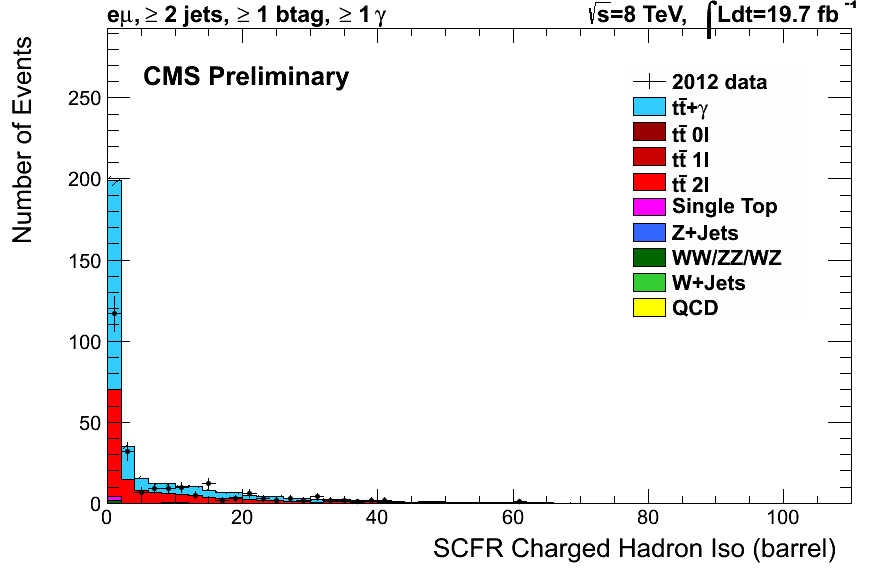 eμ, ≥ 2 jets, ≥ 1 btag, ≥ 1 γ
√s=8 TeV, ∫Ldt=19.7 fb⁻¹
CMS Preliminary
2012 data
tt̄+γ
tt̄ 0l
tt̄ 1l
tt̄ 2l
Single Top
Z+Jets
WW/ZZ/WZ
W+Jets
QCD
Number of Events
250
200
150
100
50
0
0 20 40 60 80 100
SCFR Charged Hadron Iso (barrel)